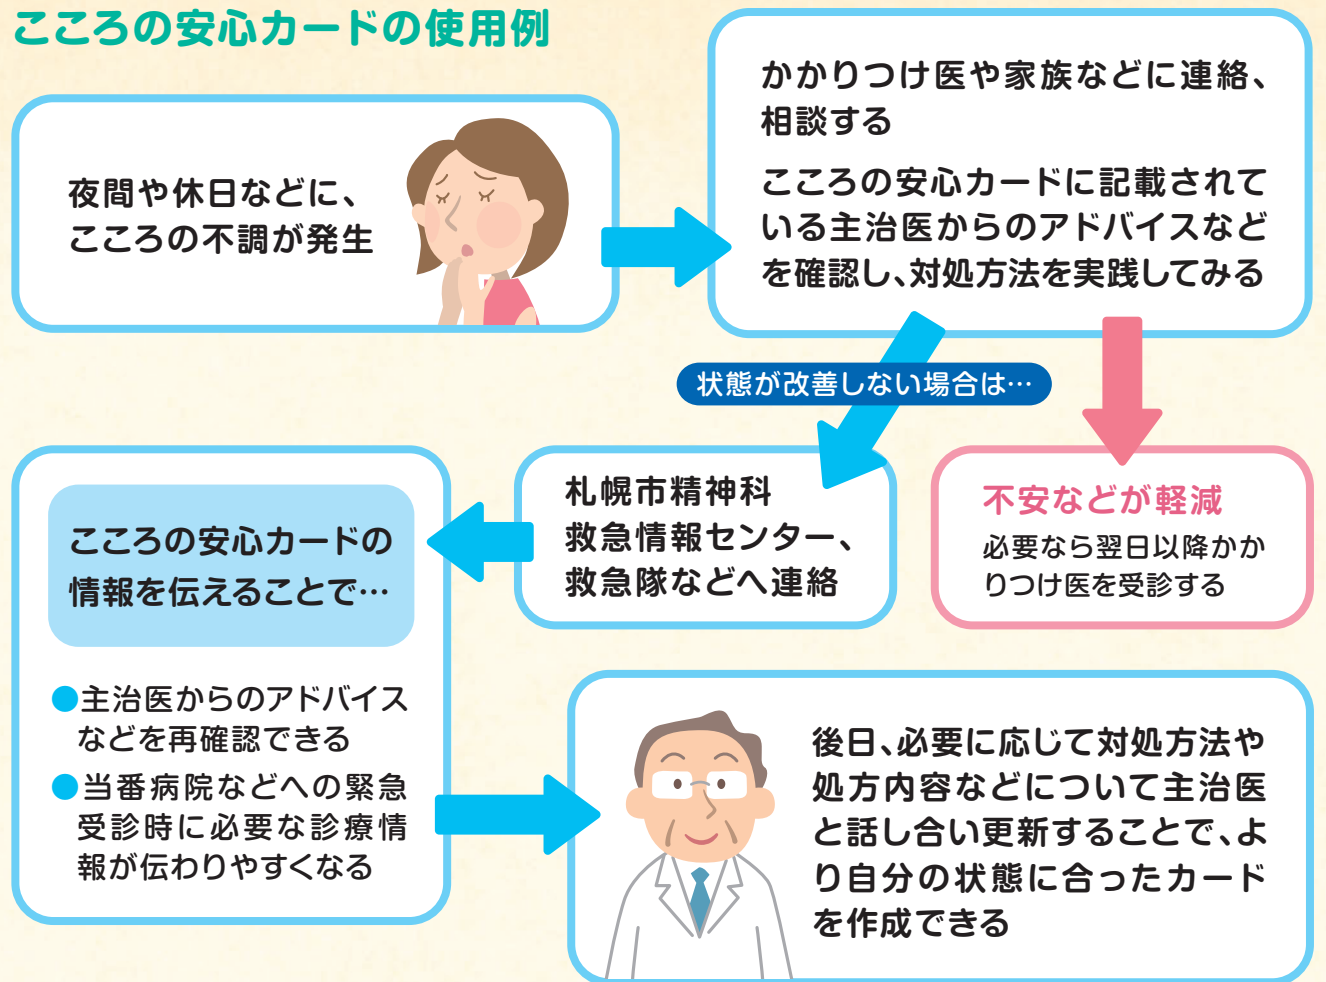 こころの安心カードの使用例
夜間や休日などに、
こころの不調が発生
かかりつけ医や家族などに連絡、
相談する
こころの安心カードに記載されて
いる主治医からのアドバイスなど
を確認し、対処方法を実践してみる
状態が改善しない場合は…
不安などが軽減
必要なら翌日以降かか
りつけ医を受診する
札幌市精神科
救急情報センター、
救急隊などへ連絡
こころの安心カードの
情報を伝えることで…
●主治医からのアドバイス
などを再確認できる
●当番病院などへの緊急
受診時に必要な診療情
報が伝わりやすくなる
後日、必要に応じて対処方法や
処方内容などについて主治医
と話し合い更新することで、よ
り自分の状態に合ったカード
を作成できる